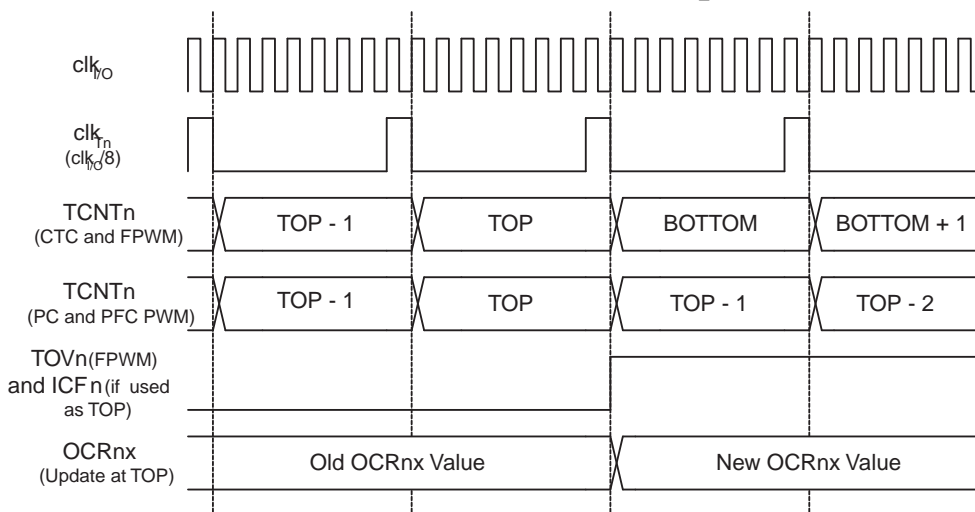 clkI/O
clkTn
(clkI/O/8)
TCNTn
(CTC and FPWM)
TOP - 1
TOP
BOTTOM
BOTTOM + 1
TCNTn
(PC and PFC PWM)
TOP - 1
TOP
TOP - 1
TOP - 2
TOVn(FPWM)
and ICFn(if used
as TOP)
OCRnx
(Update at TOP)
Old OCRnx Value
New OCRnx Value